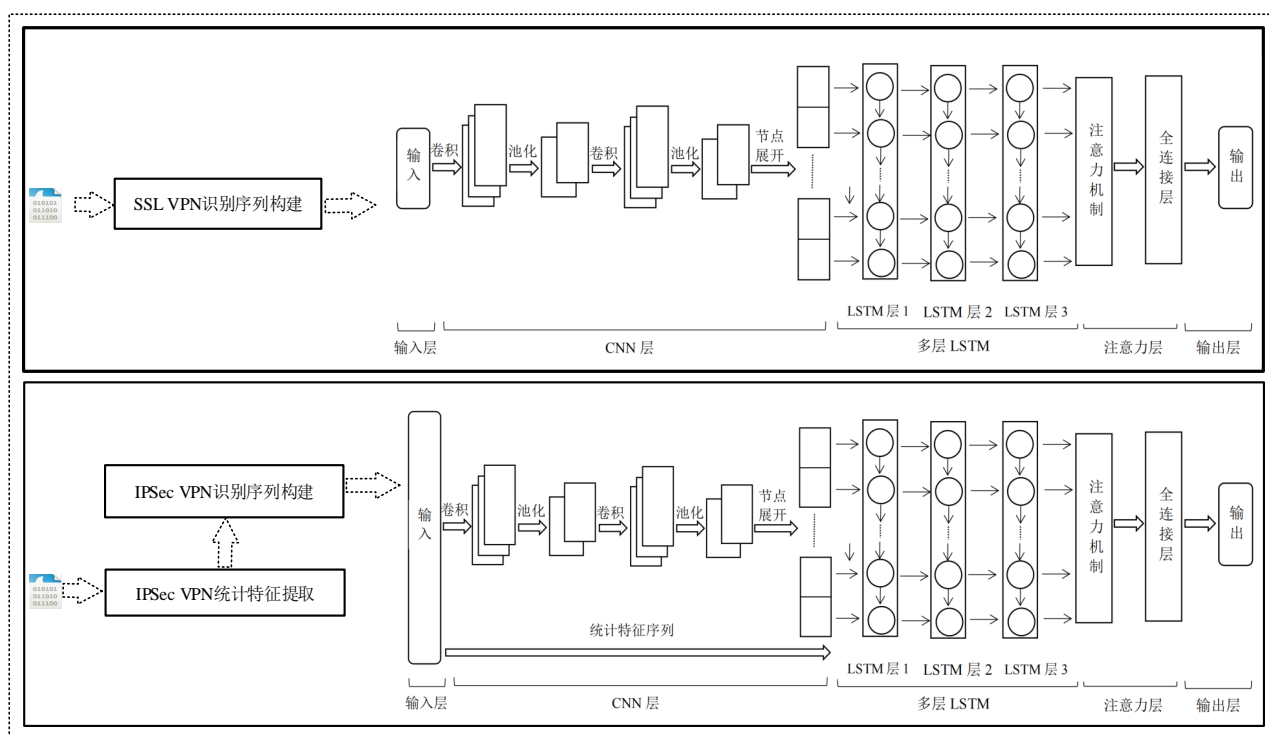 010101
011010
011100
SSL VPN识别序列构建
输入
卷积
池化
卷积
池化
节点
展开
注意力机制
全连接层
输出
LSTM 层 1
LSTM 层 2
LSTM 层 3
输入层
CNN 层
多层 LSTM
注意力层
输出层
IPSec VPN识别序列构建
010101
011010
011100
IPSec VPN统计特征提取
输入
卷积
池化
卷积
池化
节点
展开
统计特征序列
注意力机制
全连接层
输出
LSTM 层 1
LSTM 层 2
LSTM 层 3
输入层
CNN 层
多层 LSTM
注意力层
输出层